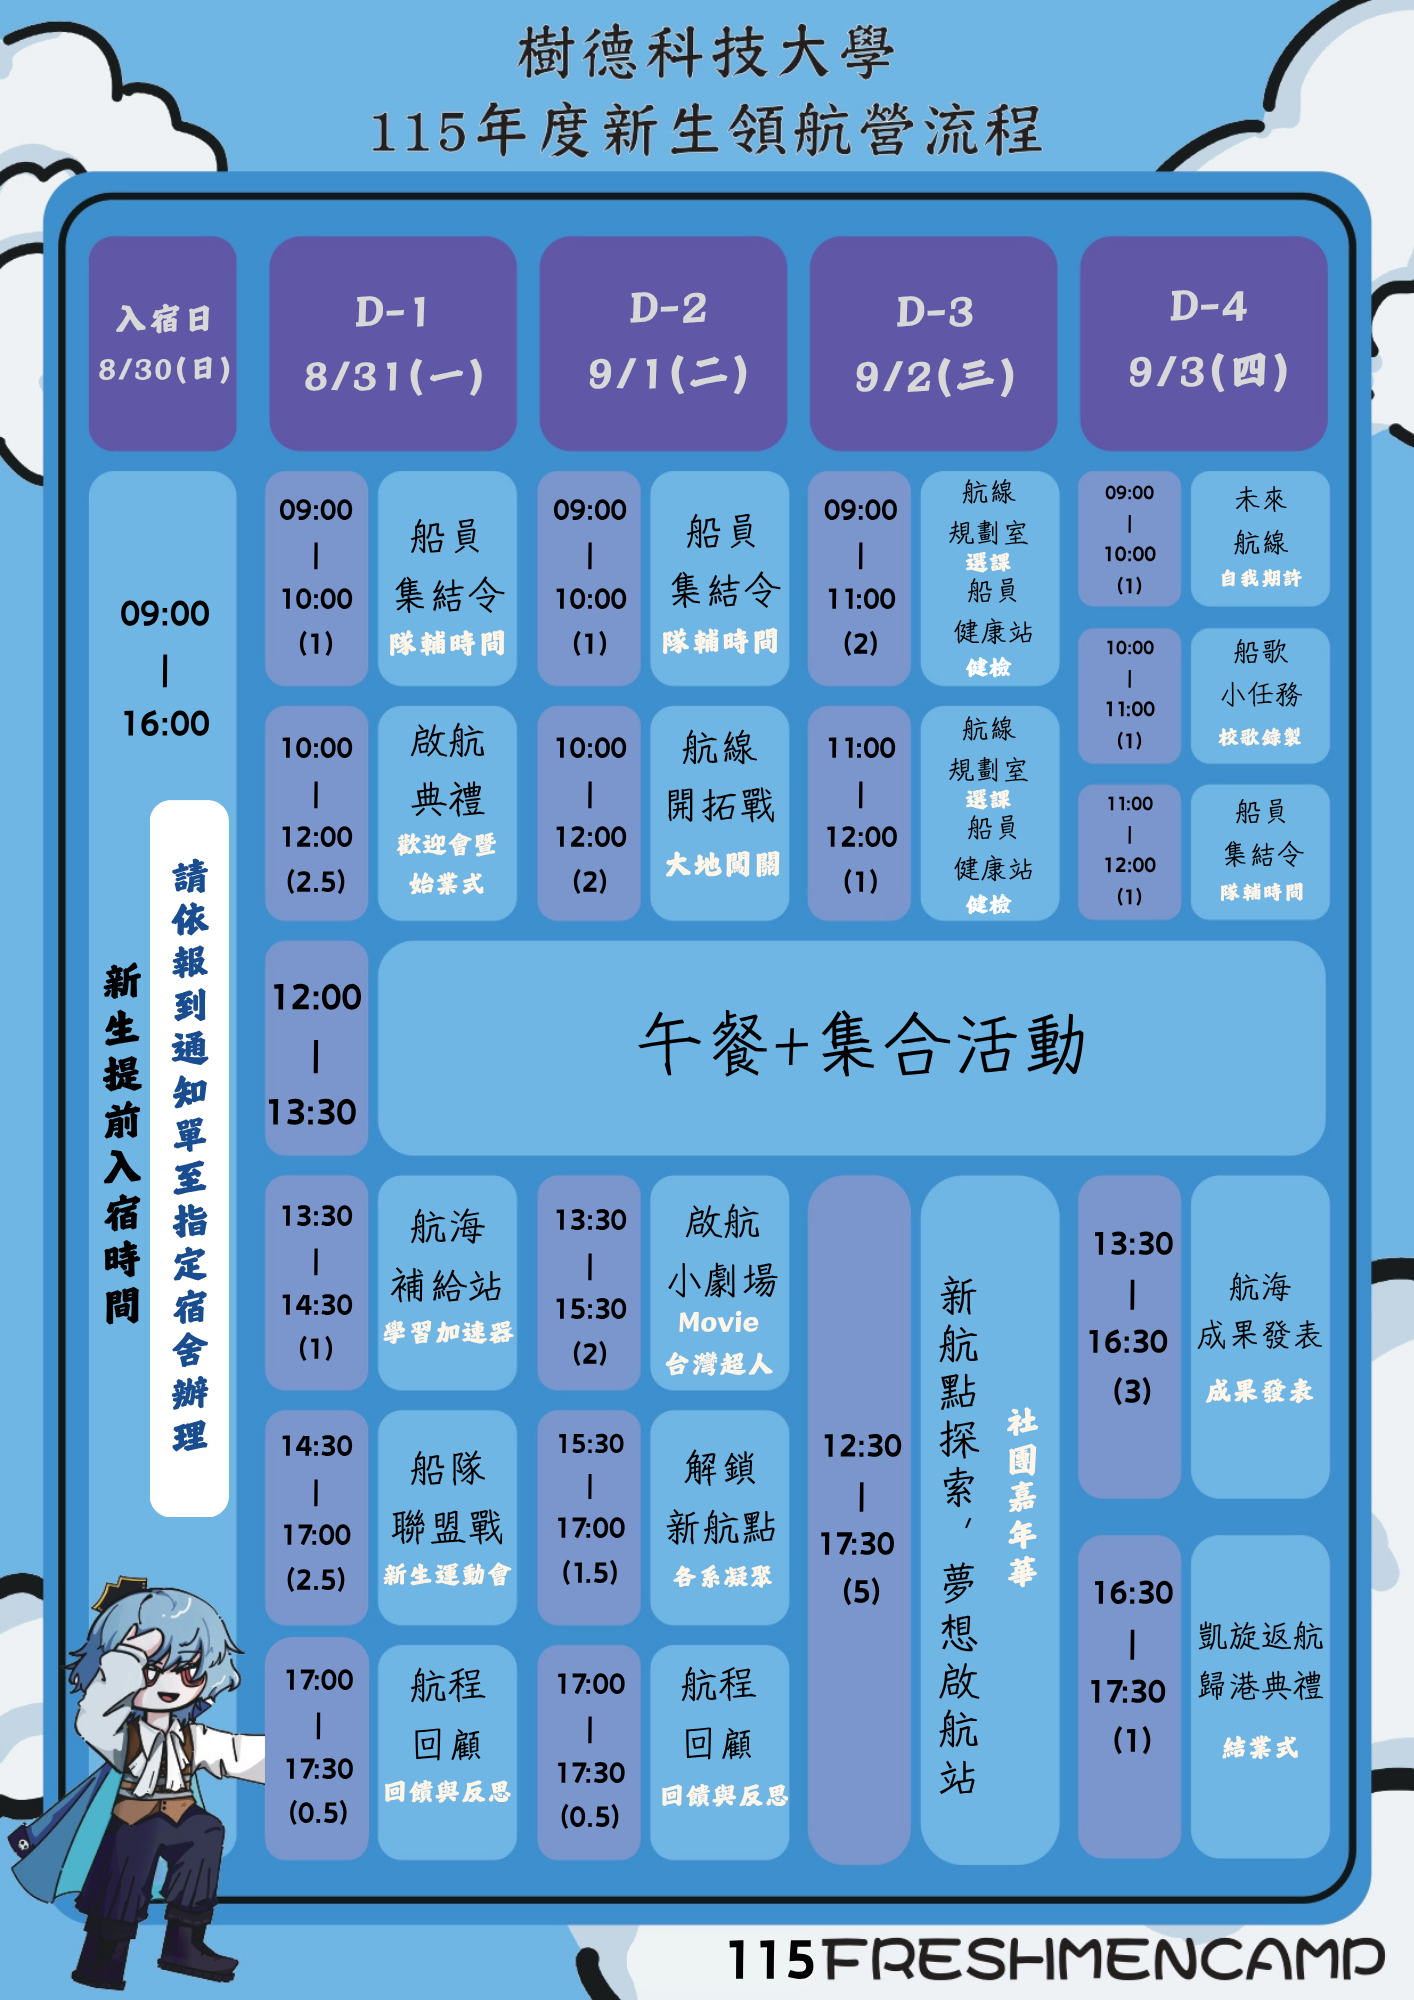 樹德科技大學
115年度新生領航營流程
入宿日
8/30(日)
D-1
8/31(一)
D-2
9/1(二)
D-3
9/2(三)
D-4
9/3(四)
09:00
|
16:00
新生提前入宿時間
請依報到通知單至指定宿舍辦理
09:00
|
10:00
(1)
船員
集結令
隊輔時間
10:00
|
12:00
(2.5)
啟航
典禮
歡迎會暨
始業式
09:00
|
10:00
(1)
船員
集結令
隊輔時間
10:00
|
12:00
(2)
航線
開拓戰
大地闖關
09:00
|
11:00
(2)
航線
規劃室
選課
船員
健康站
健檢
11:00
|
12:00
(1)
航線
規劃室
選課
船員
健康站
健檢
09:00
|
10:00
(1)
未來
航線
自我期許
10:00
|
11:00
(1)
船歌
小任務
校歌錄製
11:00
|
12:00
(1)
船員
集結令
隊輔時間
12:00
|
13:30
午餐+集合活動
13:30
|
14:30
(1)
航海
補給站
學習加速器
14:30
|
17:00
(2.5)
船隊
聯盟戰
新生運動會
17:00
|
17:30
(0.5)
航程
回顧
回饋與反思
13:30
|
15:30
(2)
啟航
小劇場
Movie
台灣超人
15:30
|
17:00
(1.5)
解鎖
新航點
各系凝聚
17:00
|
17:30
(0.5)
航程
回顧
回饋與反思
12:30
|
17:30
(5)
新航點探索，夢想啟航站
社團嘉年華
13:30
|
16:30
(3)
航海
成果發表
成果發表
16:30
|
17:30
(1)
凱旋返航
歸港典禮
結業式
115FRESHMENCAMP